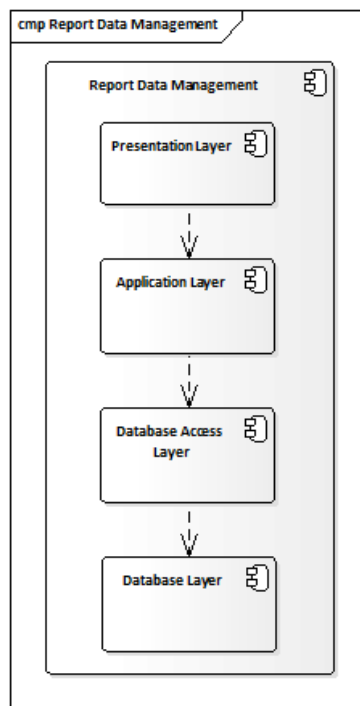 cmp Report Data Management
Report Data Management
Presentation Layer
Application Layer
Database Access
Layer
Database Layer